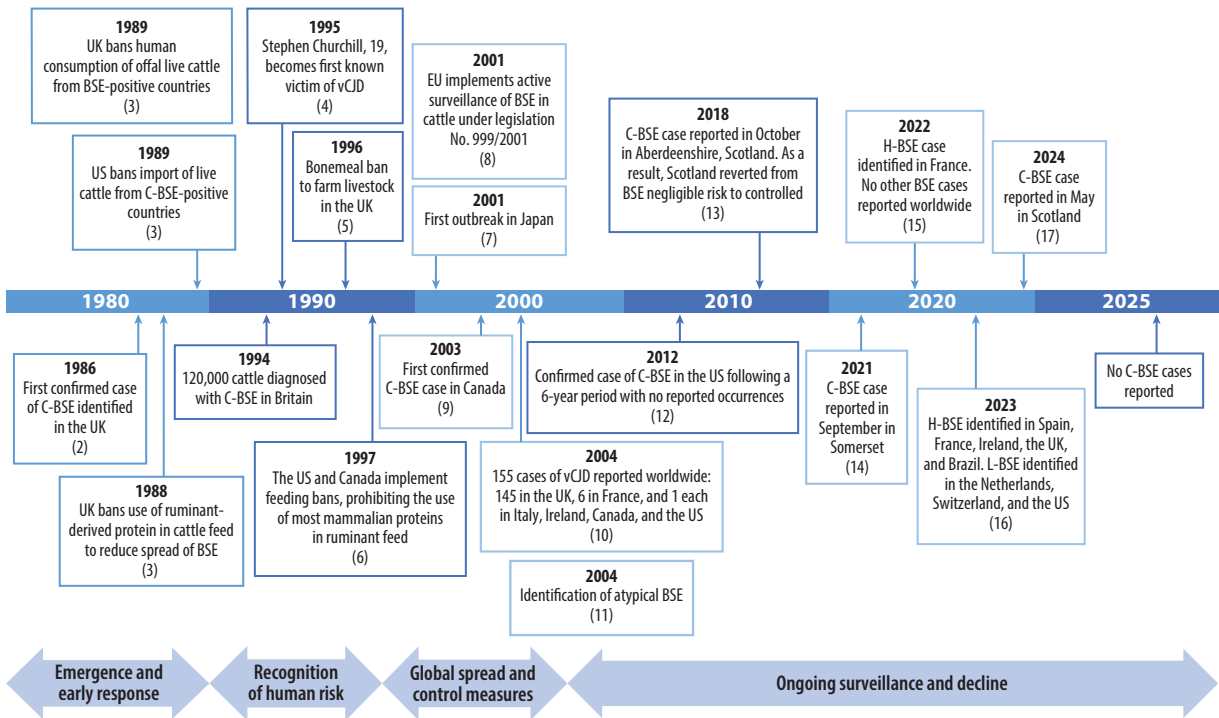 1989
UK bans human
consumption of offal live cattle
from BSE-positive countries
(3)
1989
US bans import of live
cattle from C-BSE-positive
countries
(3)
1995
Stephen Churchill, 19,
becomes first known
victim of vCJD
(4)
1996
Bonemeal ban
to farm livestock
in the UK
(5)
2001
EU implements active
surveillance of BSE in
cattle under legislation
No. 999/2001
(8)
2001
First outbreak in Japan
(7)
2018
C-BSE case reported in October
in Aberdeenshire, Scotland. As a
result, Scotland reverted from
BSE negligible risk to controlled
(13)
2022
H-BSE case
identified in France.
No other BSE cases
reported worldwide
(15)
2024
C-BSE case
reported in May
in Scotland
(17)
1980
1990
2000
2010
2020
2025
1986
First confirmed case
of C-BSE identified
in the UK
(2)
1988
UK bans use of ruminant-
derived protein in cattle feed
to reduce spread of BSE
(3)
1994
120,000 cattle diagnosed
with C-BSE in Britain
1997
The US and Canada implement
feeding bans, prohibiting the use
of most mammalian proteins
in ruminant feed
(6)
2003
First confirmed
C-BSE case in Canada
(9)
2004
155 cases of vCJD reported worldwide:
145 in the UK, 6 in France, and 1 each
in Italy, Ireland, Canada, and the US
(10)
2004
Identification of atypical BSE
(11)
2012
Confirmed case of C-BSE in the US following a
6-year period with no reported occurrences
(12)
2021
C-BSE case
reported in
September in
Somerset
(14)
2023
H-BSE identified in Spain,
France, Ireland, the UK,
and Brazil. L-BSE identified
in the Netherlands,
Switzerland, and the US
(16)
No C-BSE cases
reported
Emergence and
early response
Recognition
of human risk
Global spread and
control measures
Ongoing surveillance and decline